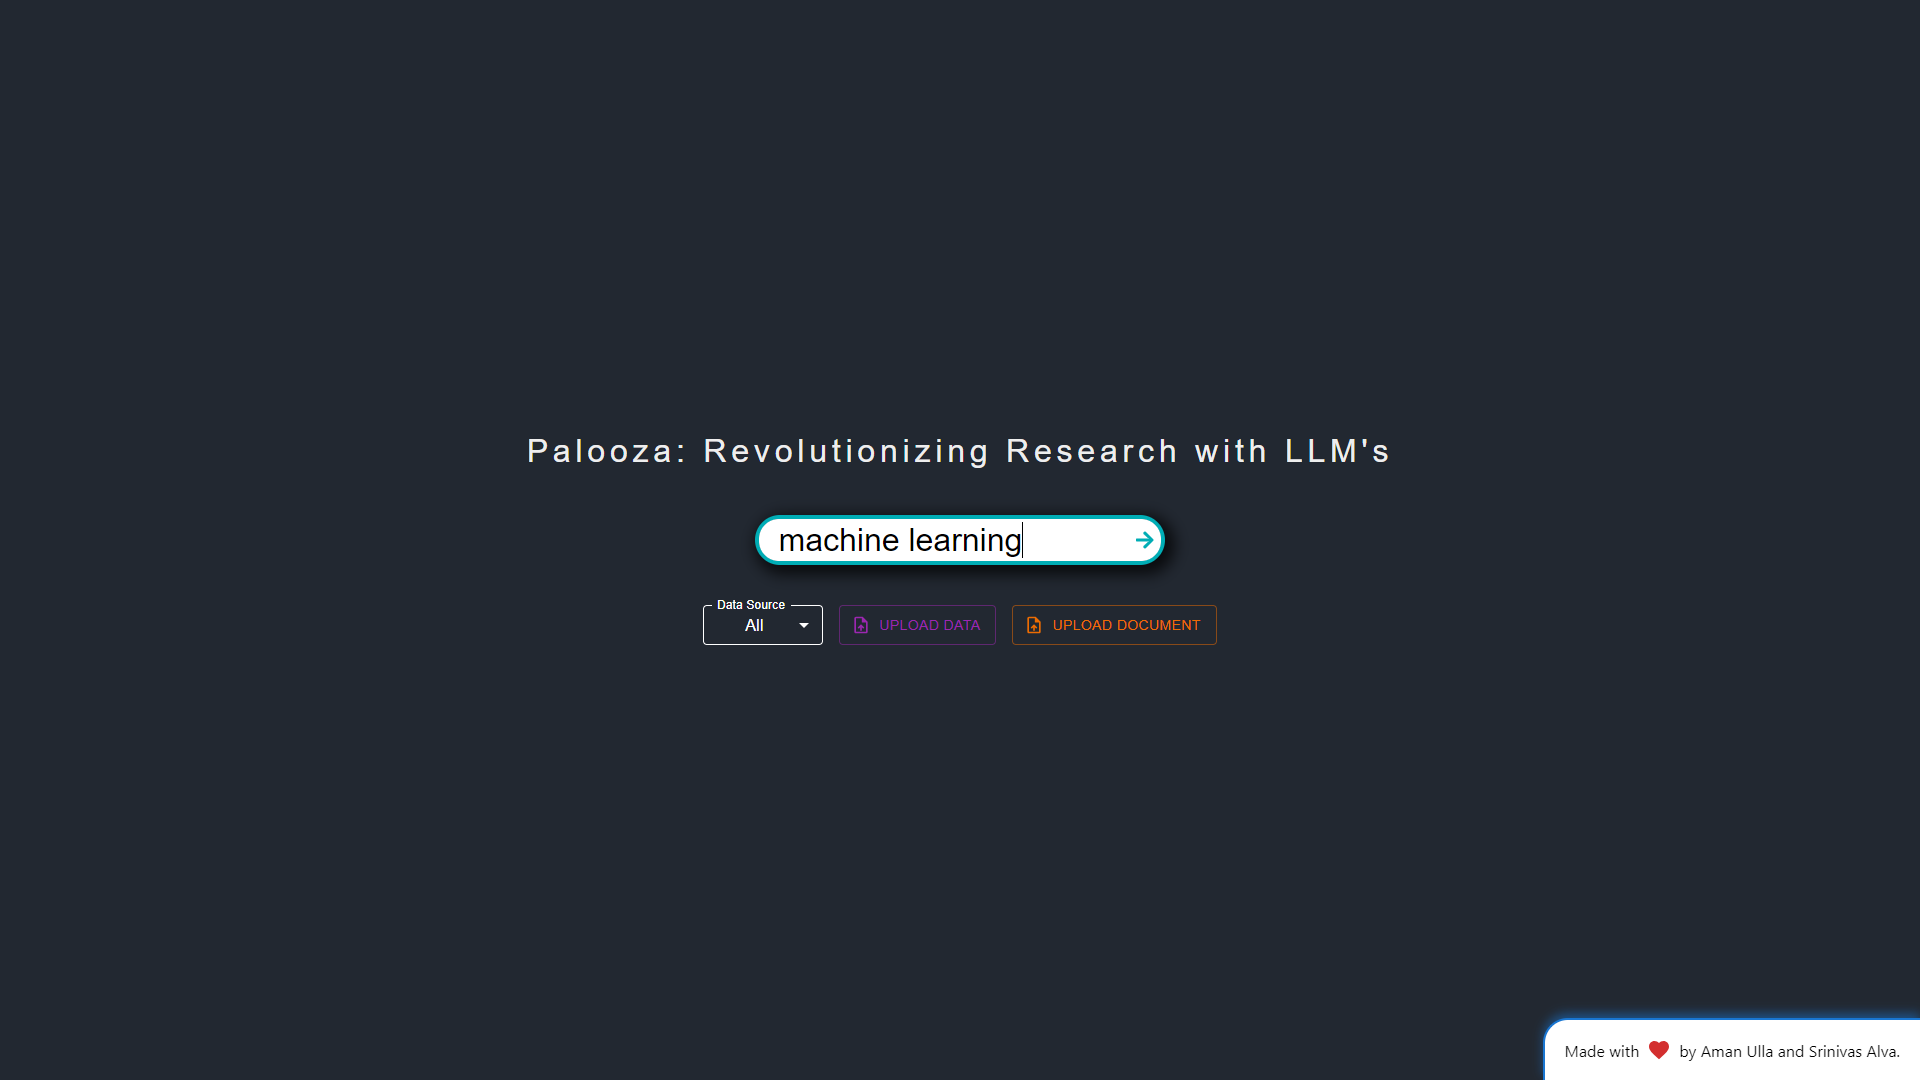 Palooza: Revolutionizing Research with LLM's
machine learning
Data Source
All
UPLOAD DATA
UPLOAD DOCUMENT
Made with by Aman Ulla and Srinivas Alva.